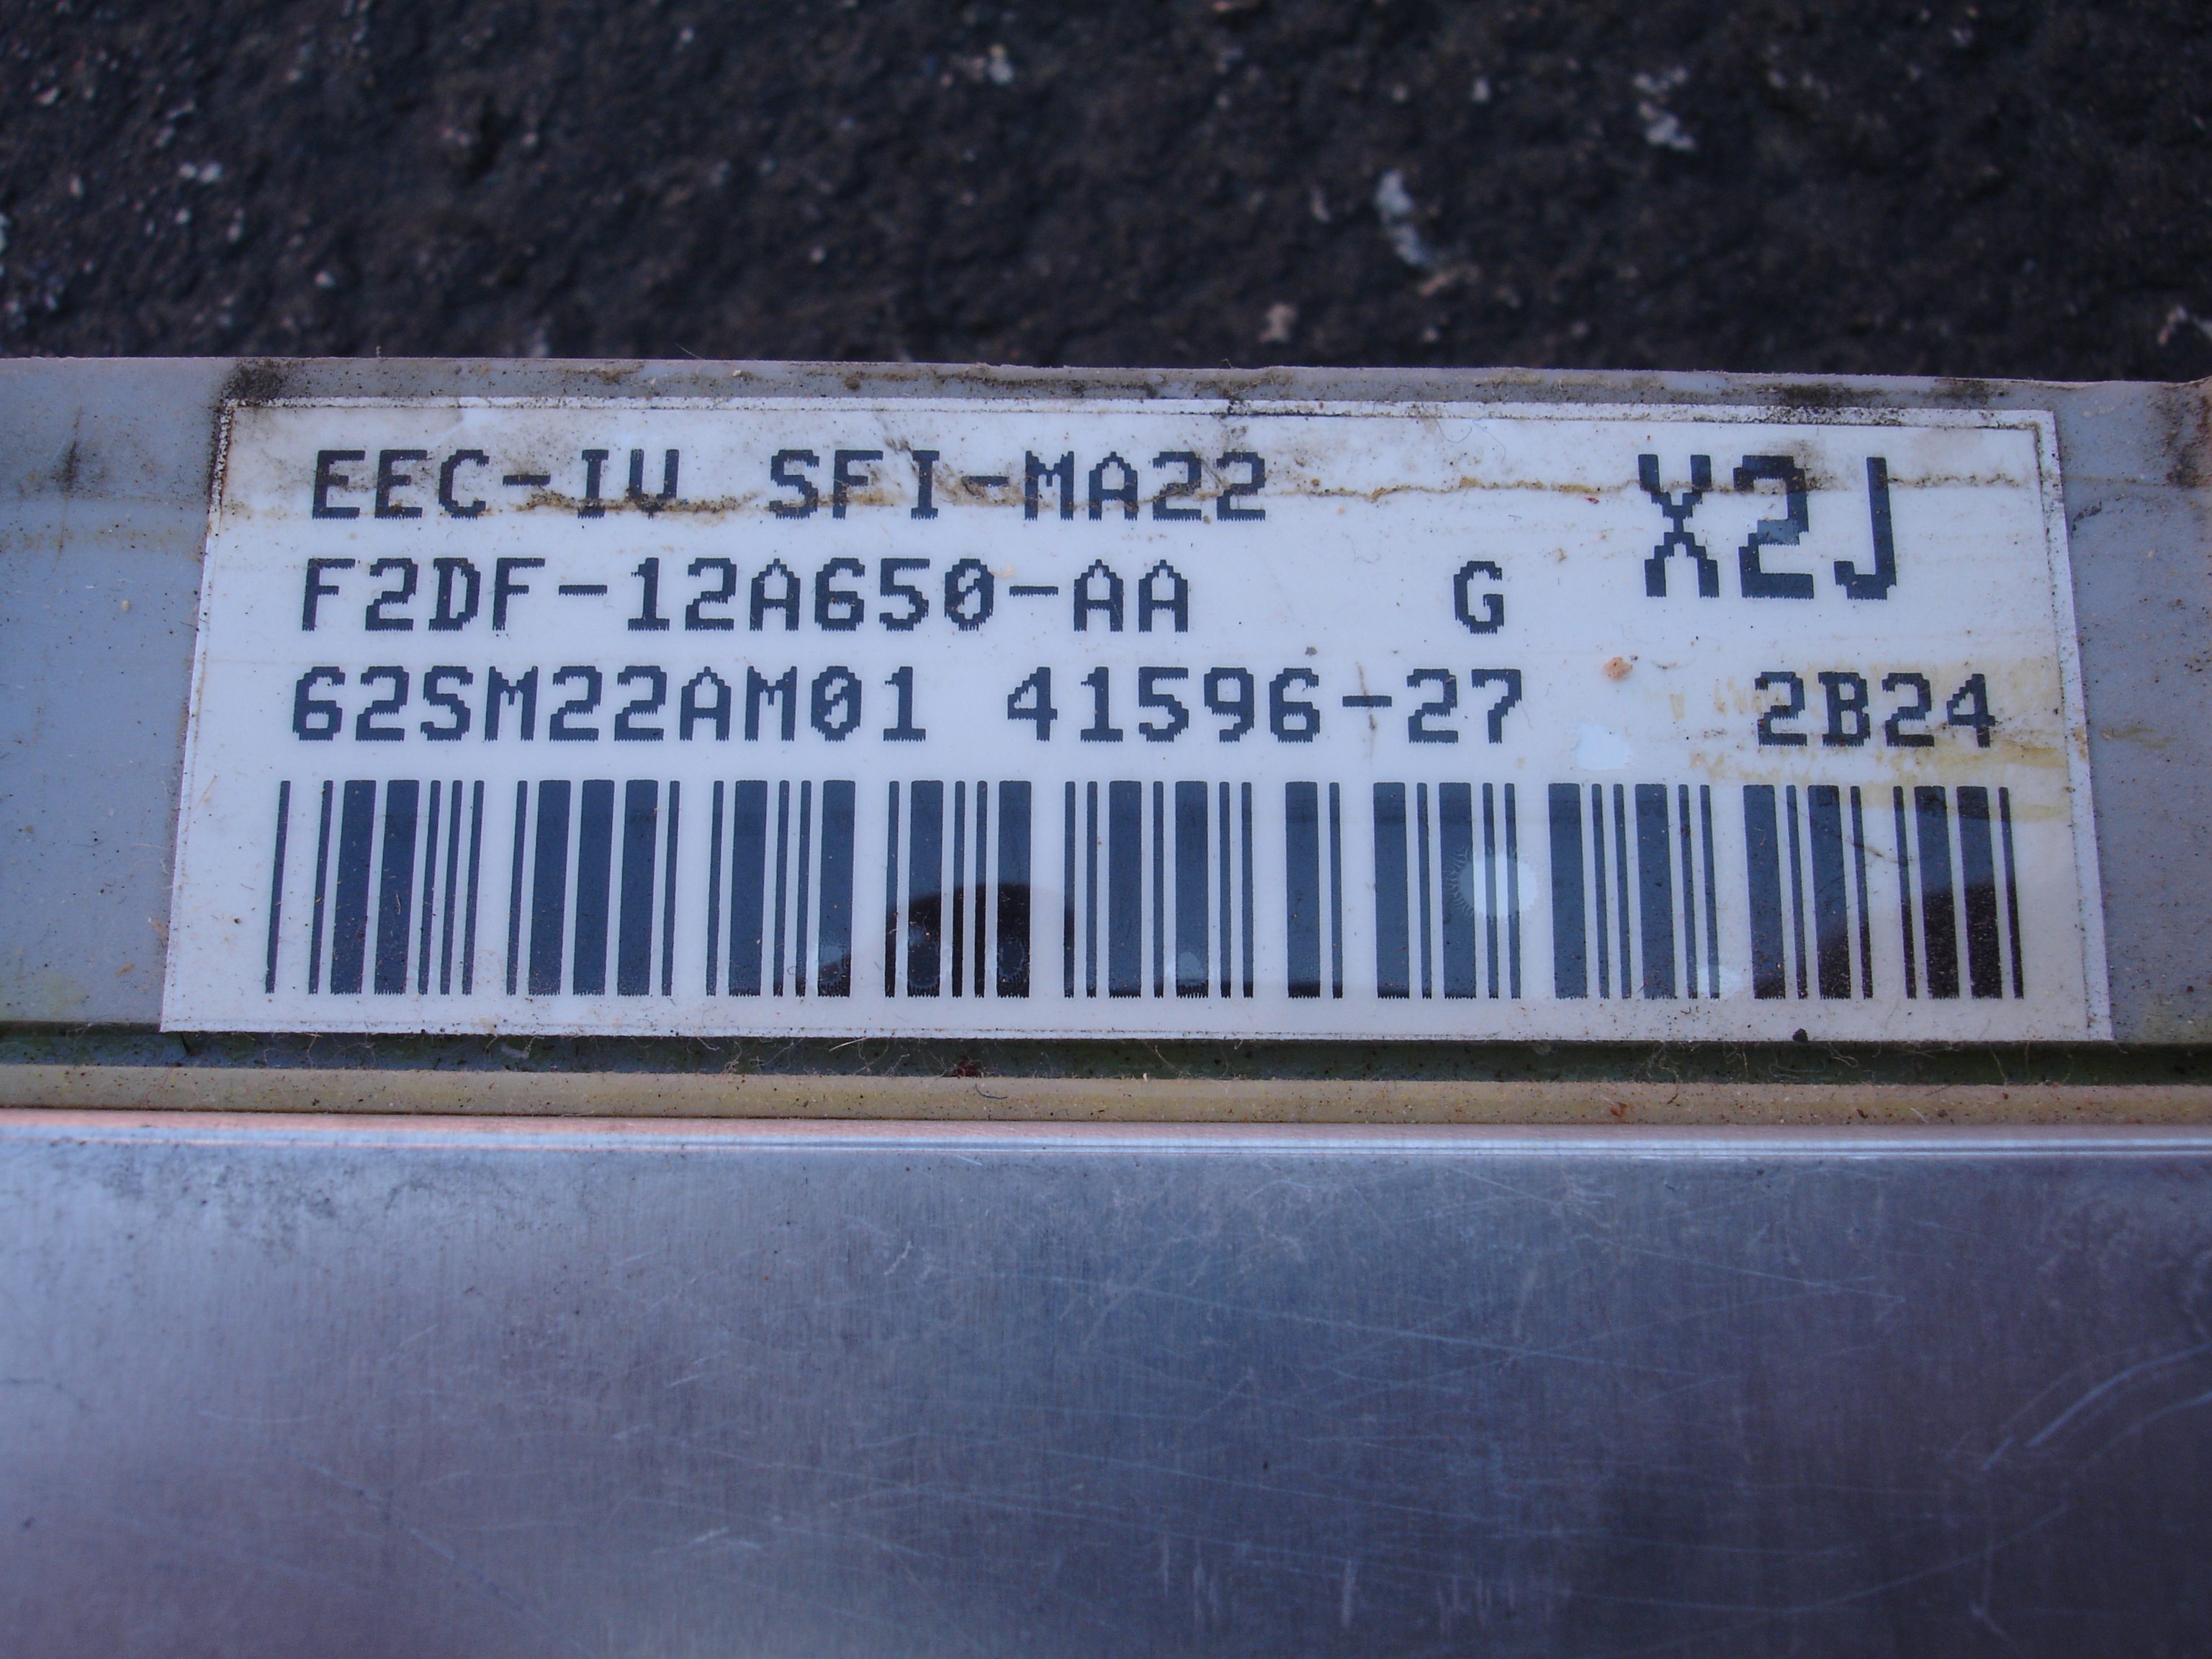 EEC-IV SFI-MA22 X2J
F2DF-12A650-AA G
62SM22AM01 41596-27 2B24